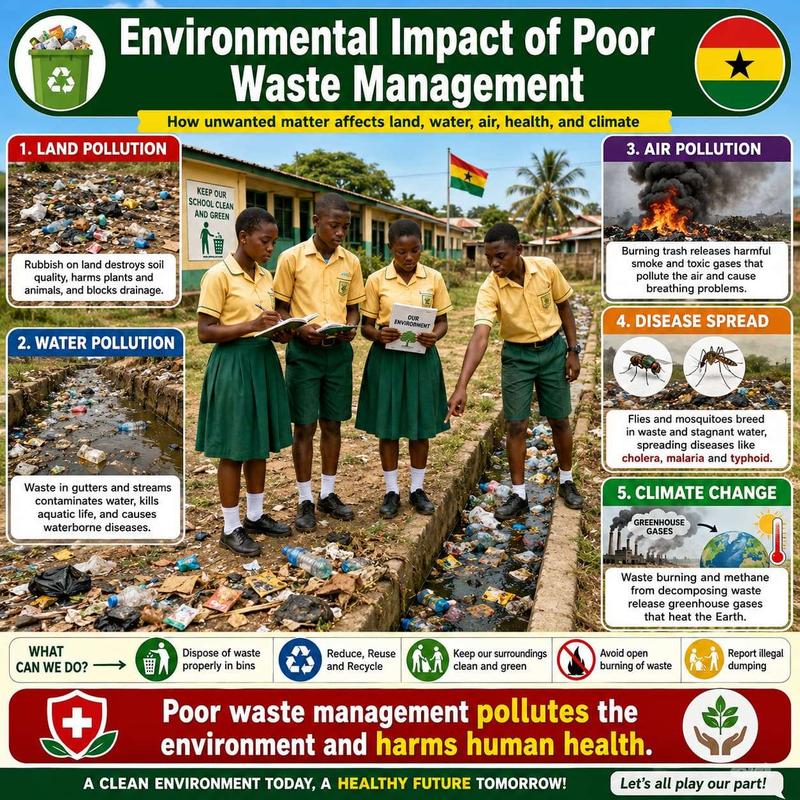 Environmental Impact of Poor
Waste Management
How unwanted matter affects land, water, air, health, and climate
1. LAND POLLUTION
Rubbish on land destroys soil
quality, harms plants and
animals, and blocks drainage.
2. WATER POLLUTION
Waste in gutters and streams
contaminates water, kills
aquatic life, and causes
waterborne diseases.
KEEP OUR
SCHOOL CLEAN
AND GREEN
OUR
ENVIRONMENT
3. AIR POLLUTION
Burning trash releases harmful
smoke and toxic gases that
pollute the air and cause
breathing problems.
4. DISEASE SPREAD
Flies and mosquitoes breed
in waste and stagnant water,
spreading diseases like
cholera, malaria and typhoid.
5. CLIMATE CHANGE
GREENHOUSE
GASES
Waste burning and methane
from decomposing waste
release greenhouse gases
that heat the Earth.
WHAT
CAN WE DO?
Dispose of waste
properly in bins
Reduce, Reuse
and Recycle
Keep our surroundings
clean and green
Avoid open
burning of waste
Report illegal
dumping
Poor waste management pollutes the
environment and harms human health.
A CLEAN ENVIRONMENT TODAY, A HEALTHY FUTURE TOMORROW!
Let's all play our part!